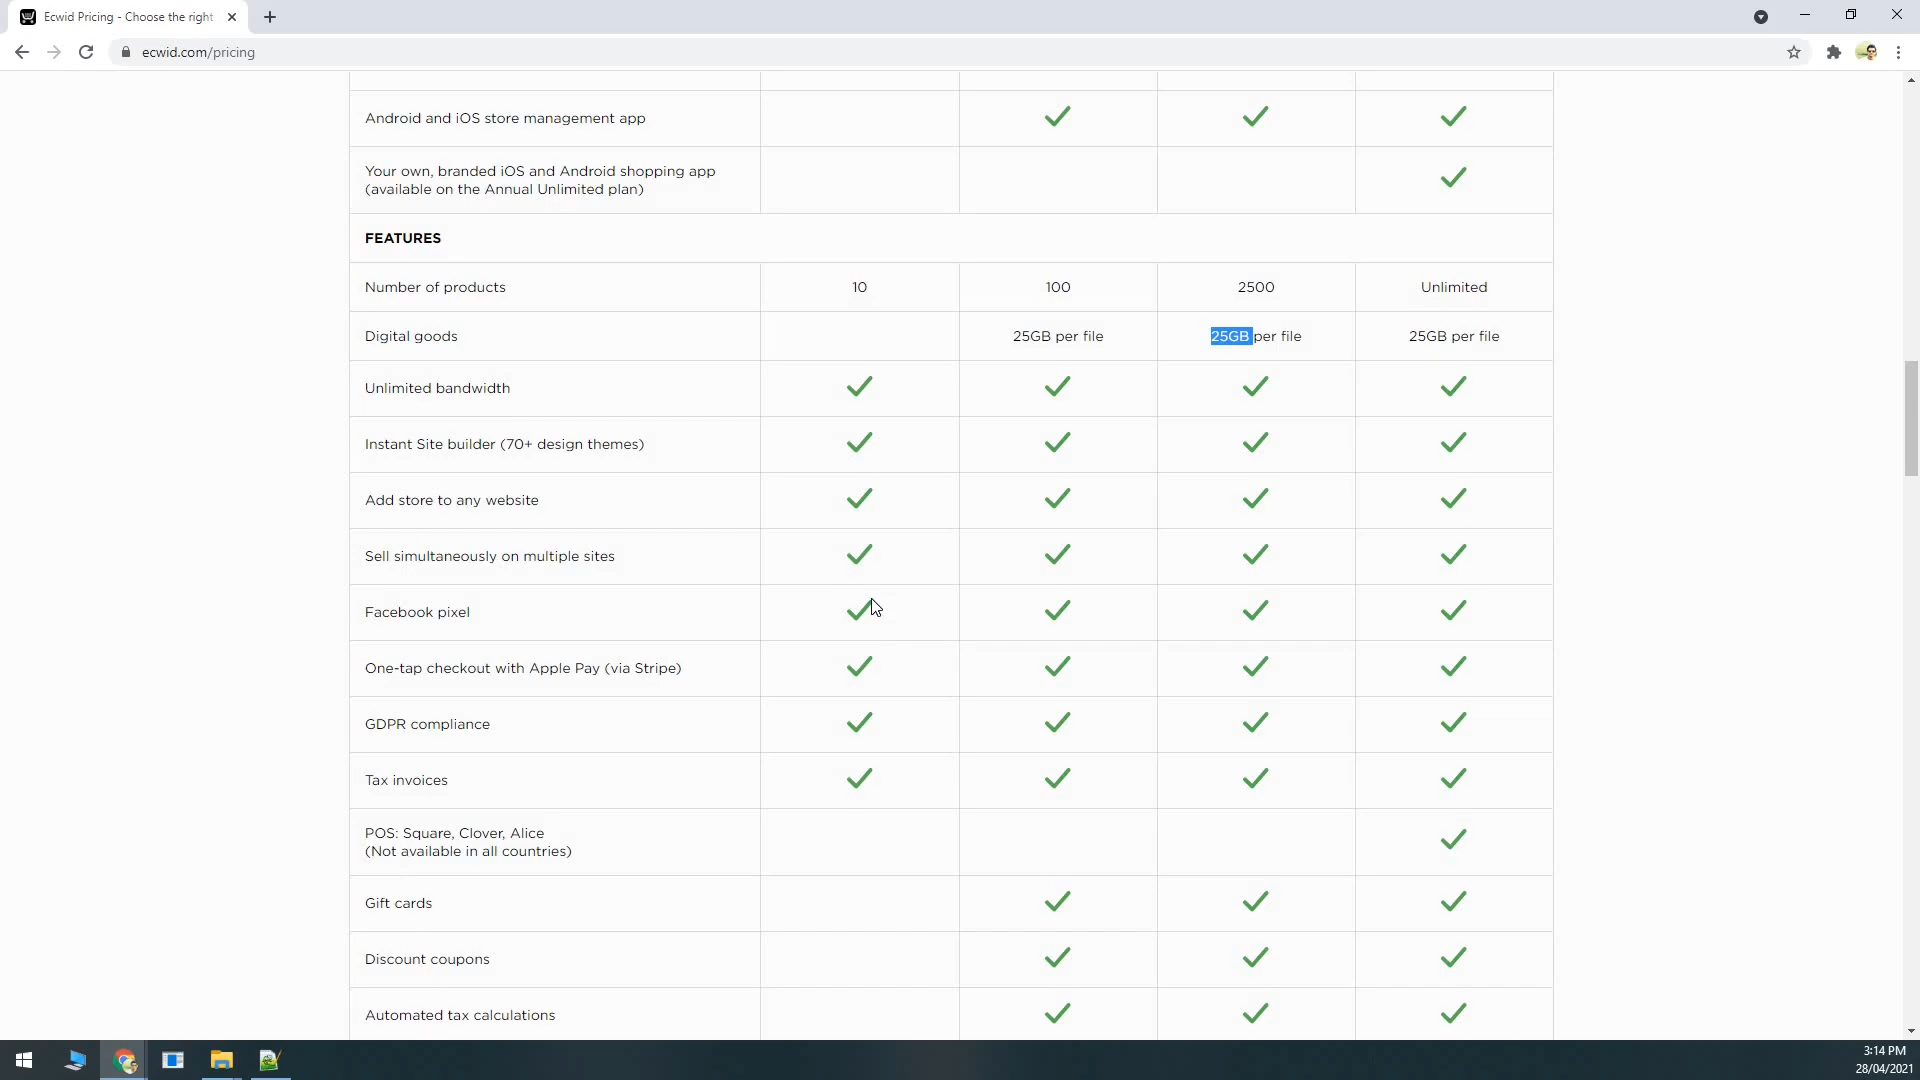 Ecwid Pricing - Choose the right
ecwid.com/pricing
Android and iOS store management app
Your own, branded iOS and Android shopping app
(available on the Annual Unlimited plan)
FEATURES
Number of products 10 100 2500 Unlimited
Digital goods 25GB per file 25GB per file 25GB per file
Unlimited bandwidth
Instant Site builder (70+ design themes)
Add store to any website
Sell simultaneously on multiple sites
Facebook pixel
One-tap checkout with Apple Pay (via Stripe)
GDPR compliance
Tax invoices
POS: Square, Clover, Alice
(Not available in all countries)
Gift cards
Discount coupons
Automated tax calculations
3:14 PM
28/04/2021